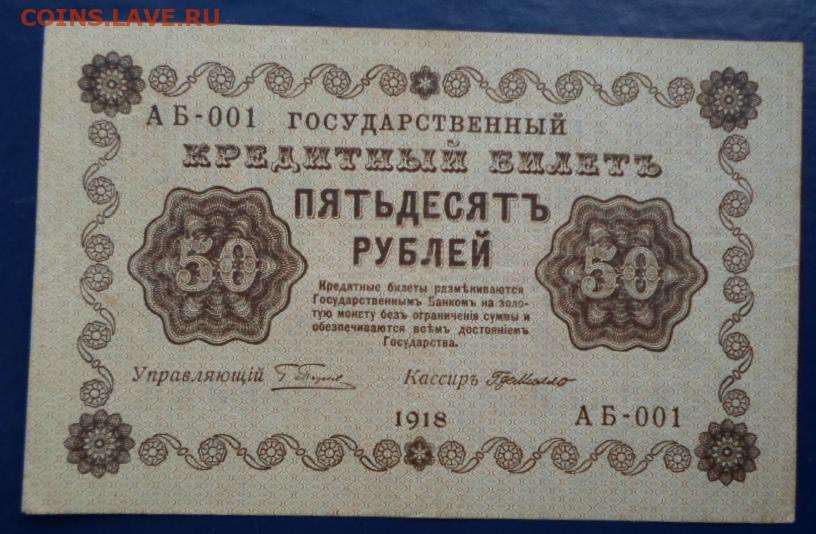 COINS.LAVE.RU
АБ-001 ГОСУДАРСТВЕННЫЙ
КРЕДИТНЫЙ БИЛЕТЪ
ПЯТЬДЕСЯТЪ
РУБЛЕЙ
50
50
Кредитные билеты размѣниваются
Государственнымъ Банкомъ на золо-
тую монету безъ ограниченія суммы и
обезпечиваются всѣмъ достояніемъ
Государства.
Управляющій
Кассиръ
1918
АБ-001